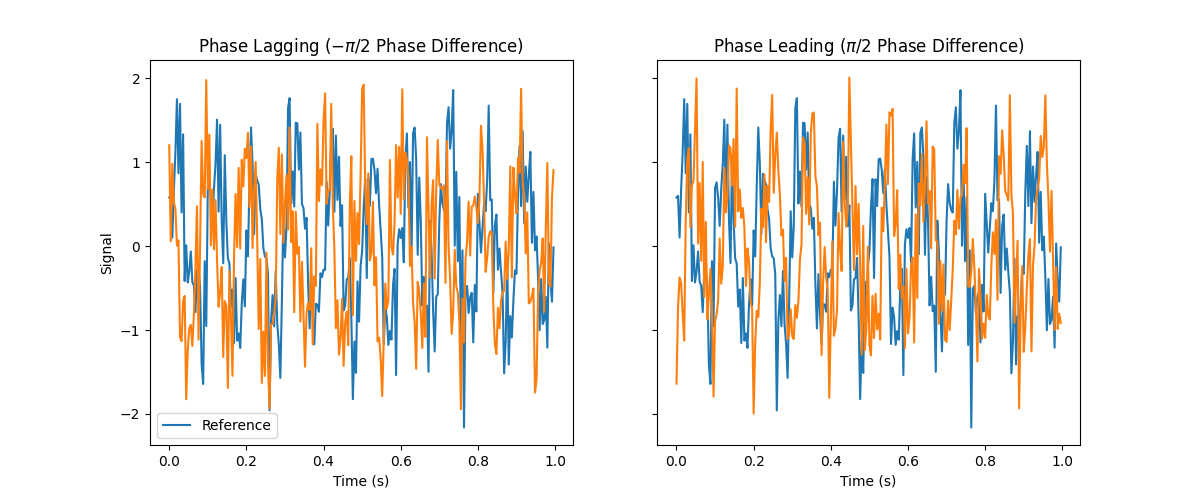 Phase Lagging (−π/2 Phase Difference)
Signal
2
1
0
−1
−2
Reference
0.0 0.2 0.4 0.6 0.8 1.0
Time (s)
Phase Leading (π/2 Phase Difference)
0.0 0.2 0.4 0.6 0.8 1.0
Time (s)